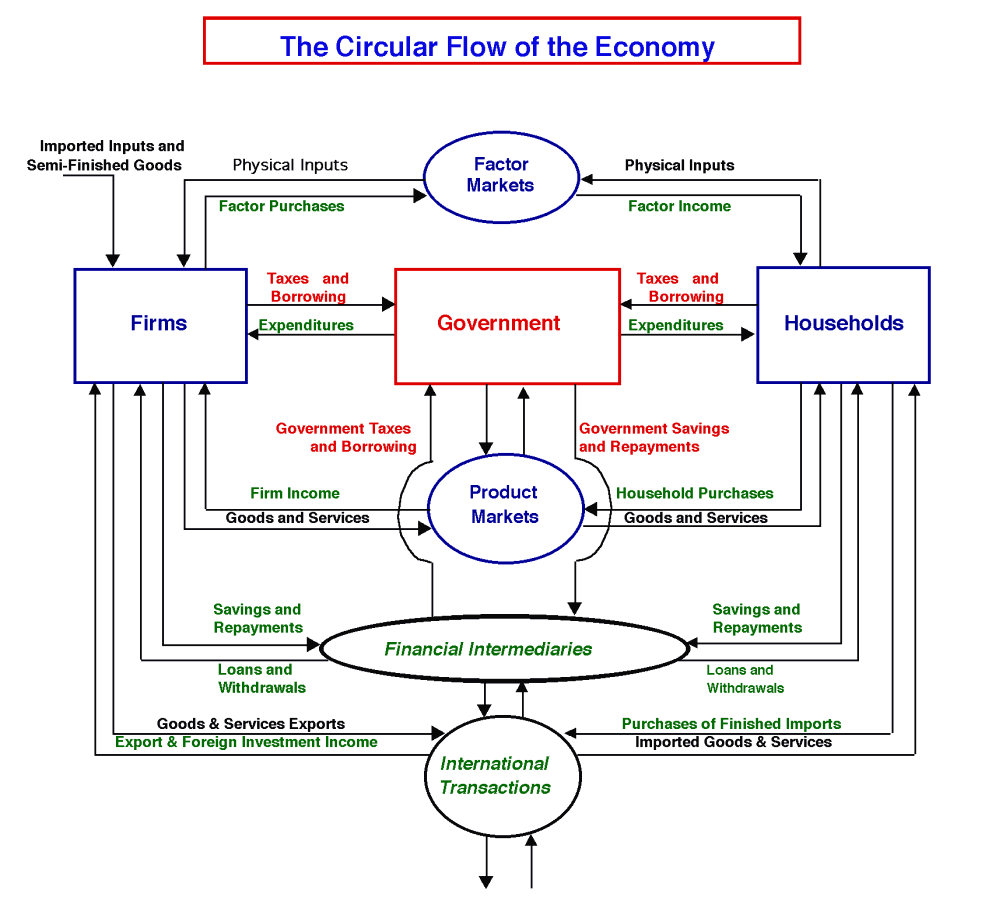 The Circular Flow of the Economy
Imported Inputs and
Semi-Finished Goods
Physical Inputs
Factor
Markets
Physical Inputs
Factor Purchases
Factor Income
Taxes and
Borrowing
Taxes and
Borrowing
Firms
Government
Households
Expenditures
Expenditures
Government Taxes
and Borrowing
Government Savings
and Repayments
Firm Income
Product
Markets
Household Purchases
Goods and Services
Goods and Services
Savings and
Repayments
Savings and
Repayments
Financial Intermediaries
Loans and
Withdrawals
Loans and
Withdrawals
Goods & Services Exports
Purchases of Finished Imports
Export & Foreign Investment Income
Imported Goods & Services
International
Transactions